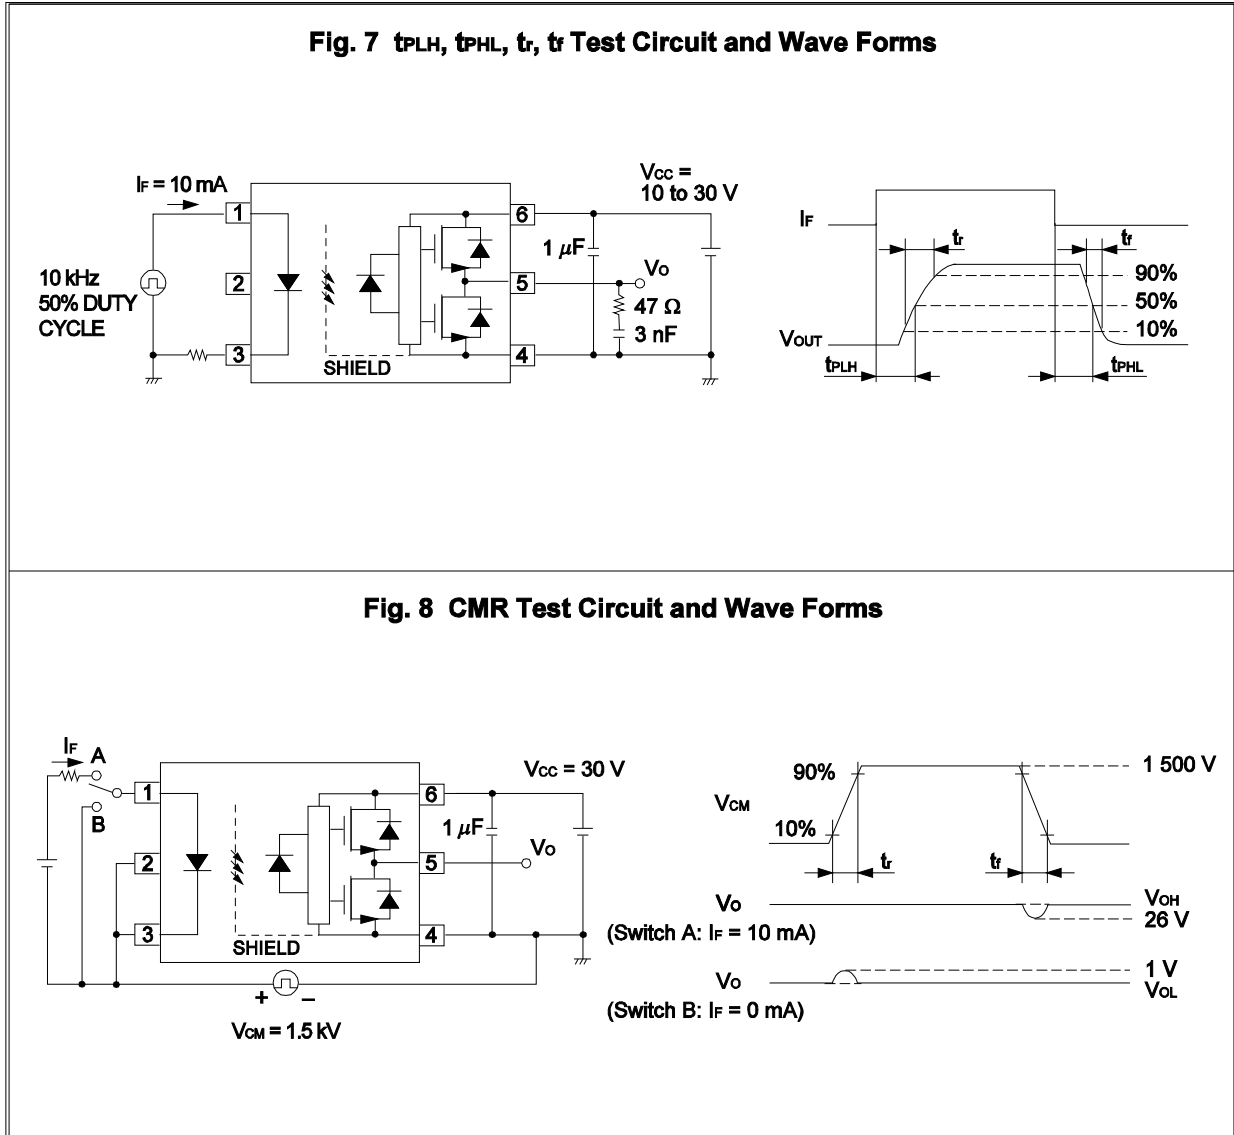 Fig. 7 tPLH, tPHL, tr, tf Test Circuit and Wave Forms
IF = 10 mA
1
2
3
10 kHz
50% DUTY
CYCLE
SHIELD
6
5
4
VCC =
10 to 30 V
1 μF
VO
47 Ω
3 nF
IF
tr
tf
90%
50%
10%
VOUT
tPLH
tPHL
Fig. 8 CMR Test Circuit and Wave Forms
IF
A
B
1
2
3
SHIELD
6
5
4
VCC = 30 V
1 μF
VO
+
–
VCM = 1.5 kV
90%
1 500 V
VCM
10%
tr
tf
VO
VOH
26 V
(Switch A: IF = 10 mA)
1 V
VO
VOL
(Switch B: IF = 0 mA)